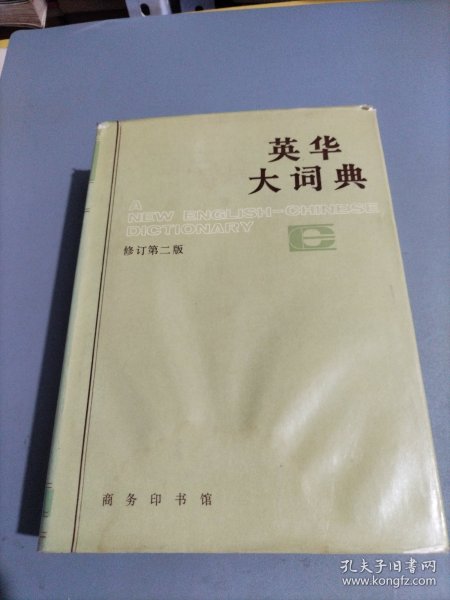 英华
大词典
A
NEW ENGLISH-CHINESE
DICTIONARY
修订第二版
商务印书馆
孔夫子旧书网
www.kongfz.com